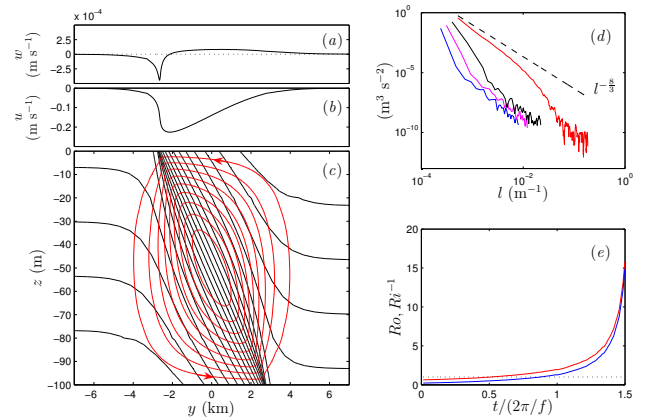 × 10⁻⁴
w
(m s⁻¹)
2.5
0
−2.5
(a)
u
(m s⁻¹)
0
−0.2
(b)
z (m)
0
−10
−20
−30
−40
−50
−60
−70
−80
−90
−100
(c)
−6 −4 −2 0 2 4 6
y (km)
(m³ s⁻²)
10⁰
10⁻⁵
10⁻¹⁰
(d)
l^{−8/3}
10⁻⁴ 10⁻² 10⁰
l (m⁻¹)
Ro, Ri⁻¹
20
15
10
5
0
(e)
0 0.5 1.0 1.5
t/(2π/f)